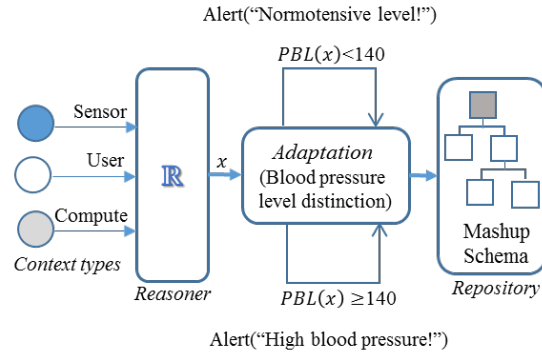 Alert(“Normotensive level!”)
PBL(x)<140
Sensor
User
Compute
Context types
ℝ
Reasoner
x
Adaptation
(Blood pressure
level distinction)
Mashup
Schema
Repository
PBL(x) ≥140
Alert(“High blood pressure!”)